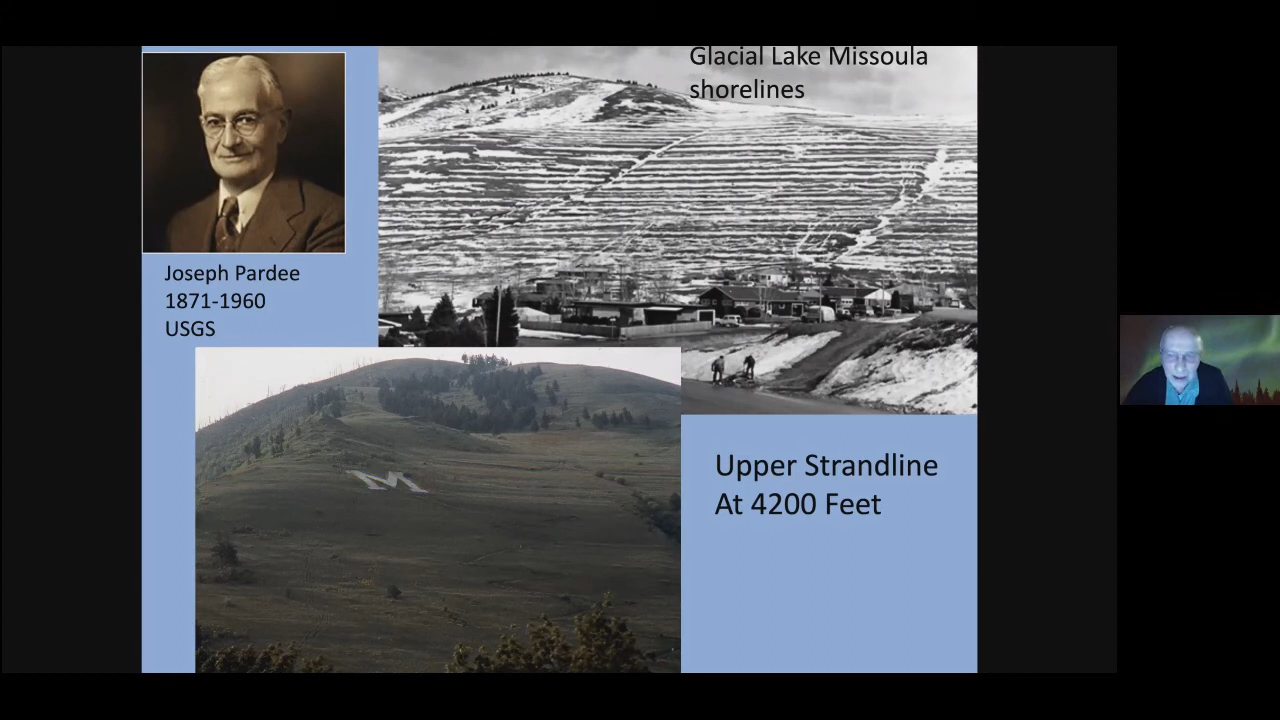 Glacial Lake Missoula
shorelines
Joseph Pardee
1871-1960
USGS
M
Upper Strandline
At 4200 Feet